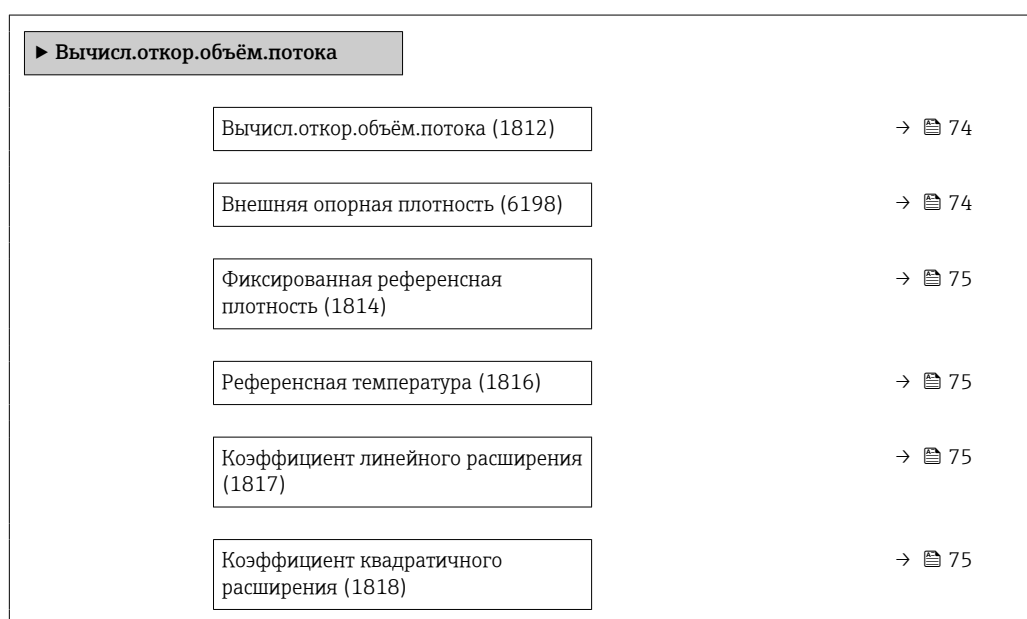 ▶ Вычисл.откор.объём.потока
Вычисл.откор.объём.потока (1812) → 74
Внешняя опорная плотность (6198) → 74
Фиксированная референсная → 75
плотность (1814)
Референсная температура (1816) → 75
Коэффициент линейного расширения → 75
(1817)
Коэффициент квадратичного → 75
расширения (1818)